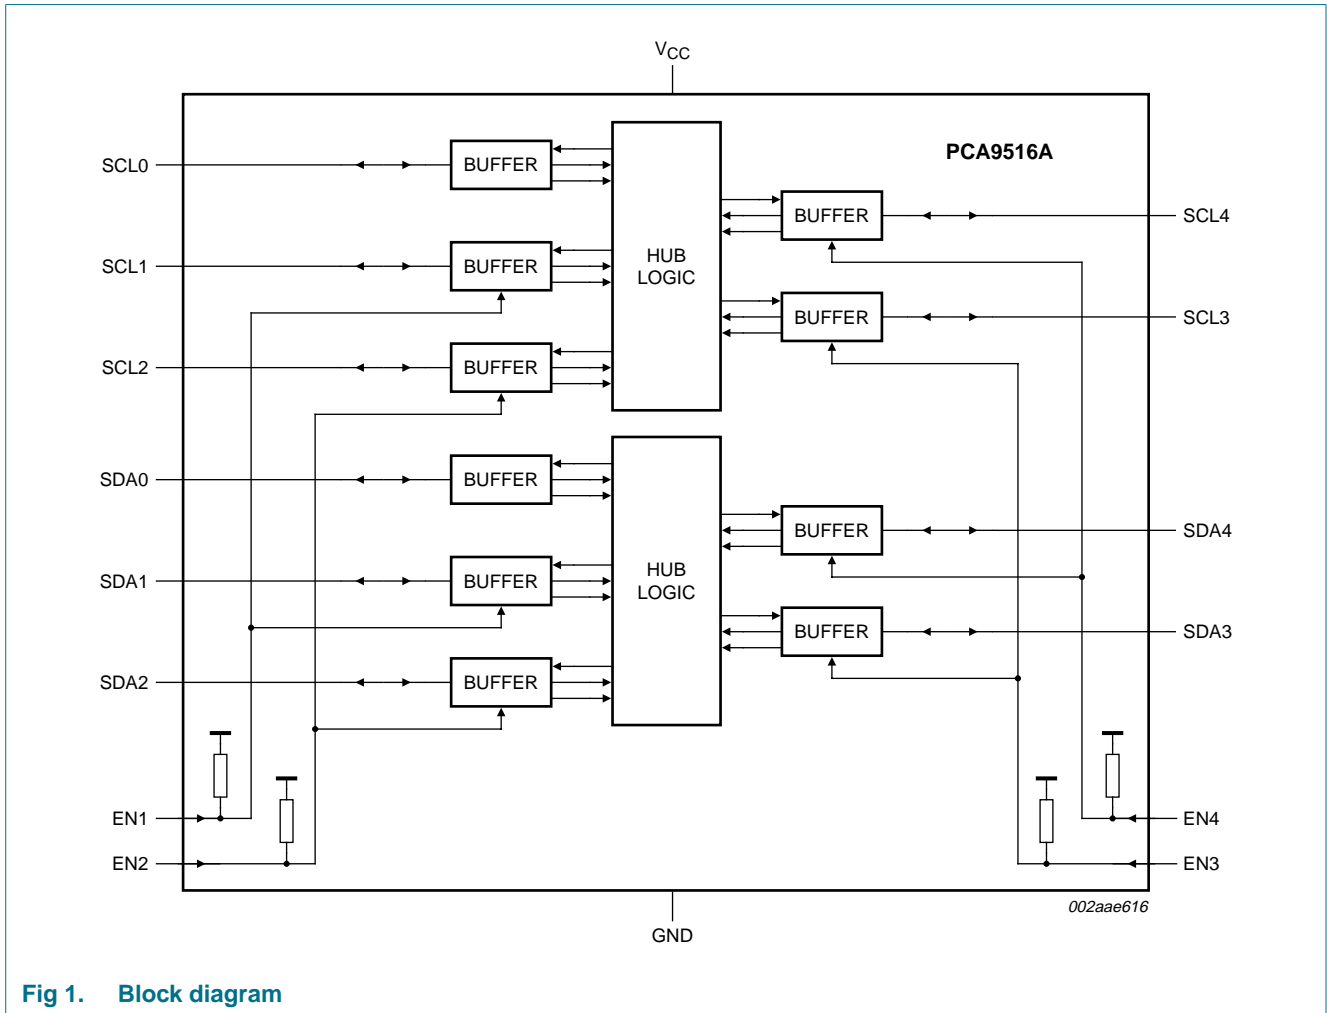 VCC
PCA9516A
SCL0
BUFFER
BUFFER
SCL4
HUB
LOGIC
SCL1
BUFFER
BUFFER
SCL3
SCL2
BUFFER
SDA0
BUFFER
BUFFER
SDA4
HUB
LOGIC
SDA1
BUFFER
BUFFER
SDA3
SDA2
BUFFER
EN1
EN4
EN2
EN3
002aae616
GND
Fig 1. Block diagram